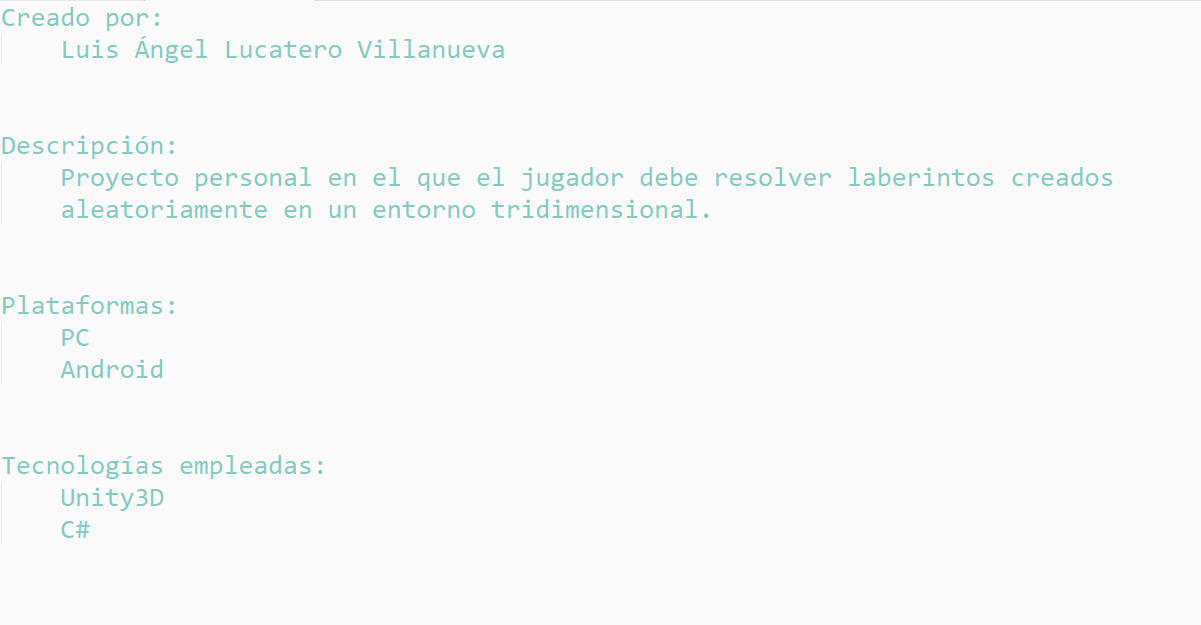 Creado por:
Luis Ángel Lucatero Villanueva
Descripción:
Proyecto personal en el que el jugador debe resolver laberintos creados
aleatoriamente en un entorno tridimensional.
Plataformas:
PC
Android
Tecnologías empleadas:
Unity3D
C#